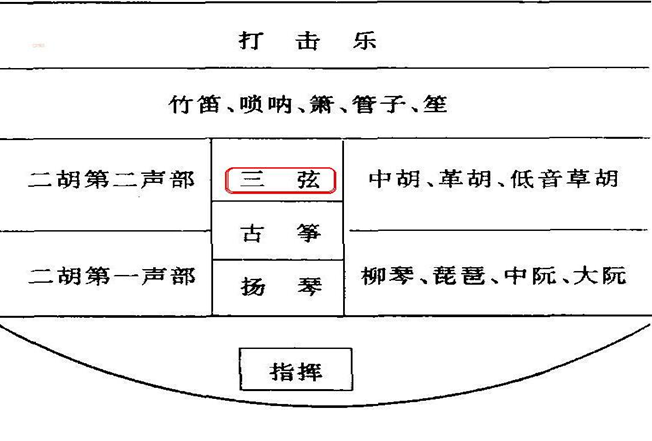 打击乐
竹笛、唢呐、箫、管子、笙
二胡第二声部
三弦
中胡、革胡、低音草胡
古筝
二胡第一声部
扬琴
柳琴、琵琶、中阮、大阮
指挥